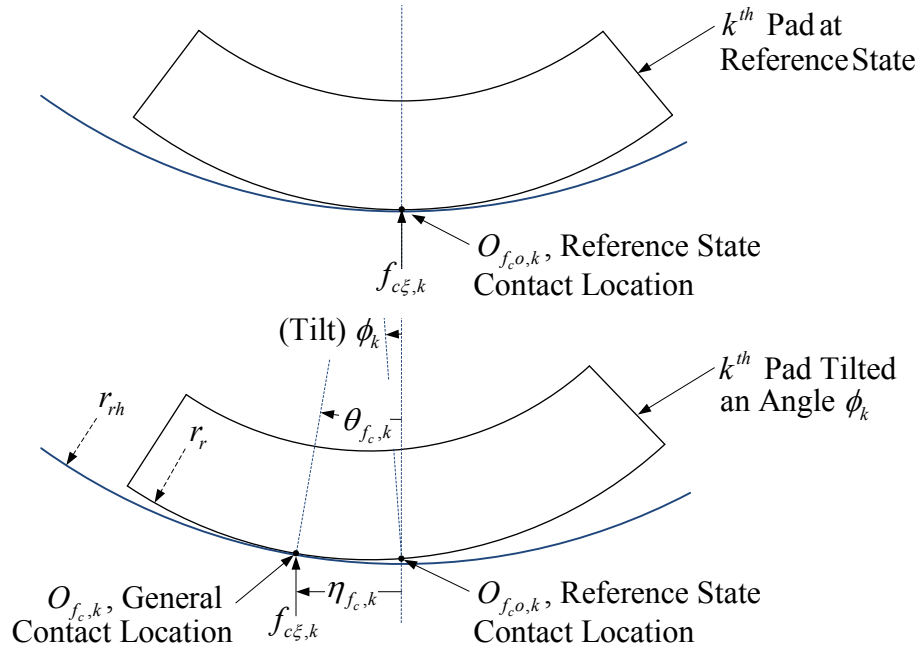 k^{th} Pad at
Reference State
O_{f_c o,k}, Reference State
Contact Location
f_{cξ,k}
(Tilt) ϕ_k
k^{th} Pad Tilted
an Angle ϕ_k
r_{rh}
r_r
θ_{f_c,k}
O_{f_c,k}, General
Contact Location
f_{cξ,k}
η_{f_c,k}
O_{f_c o,k}, Reference State
Contact Location